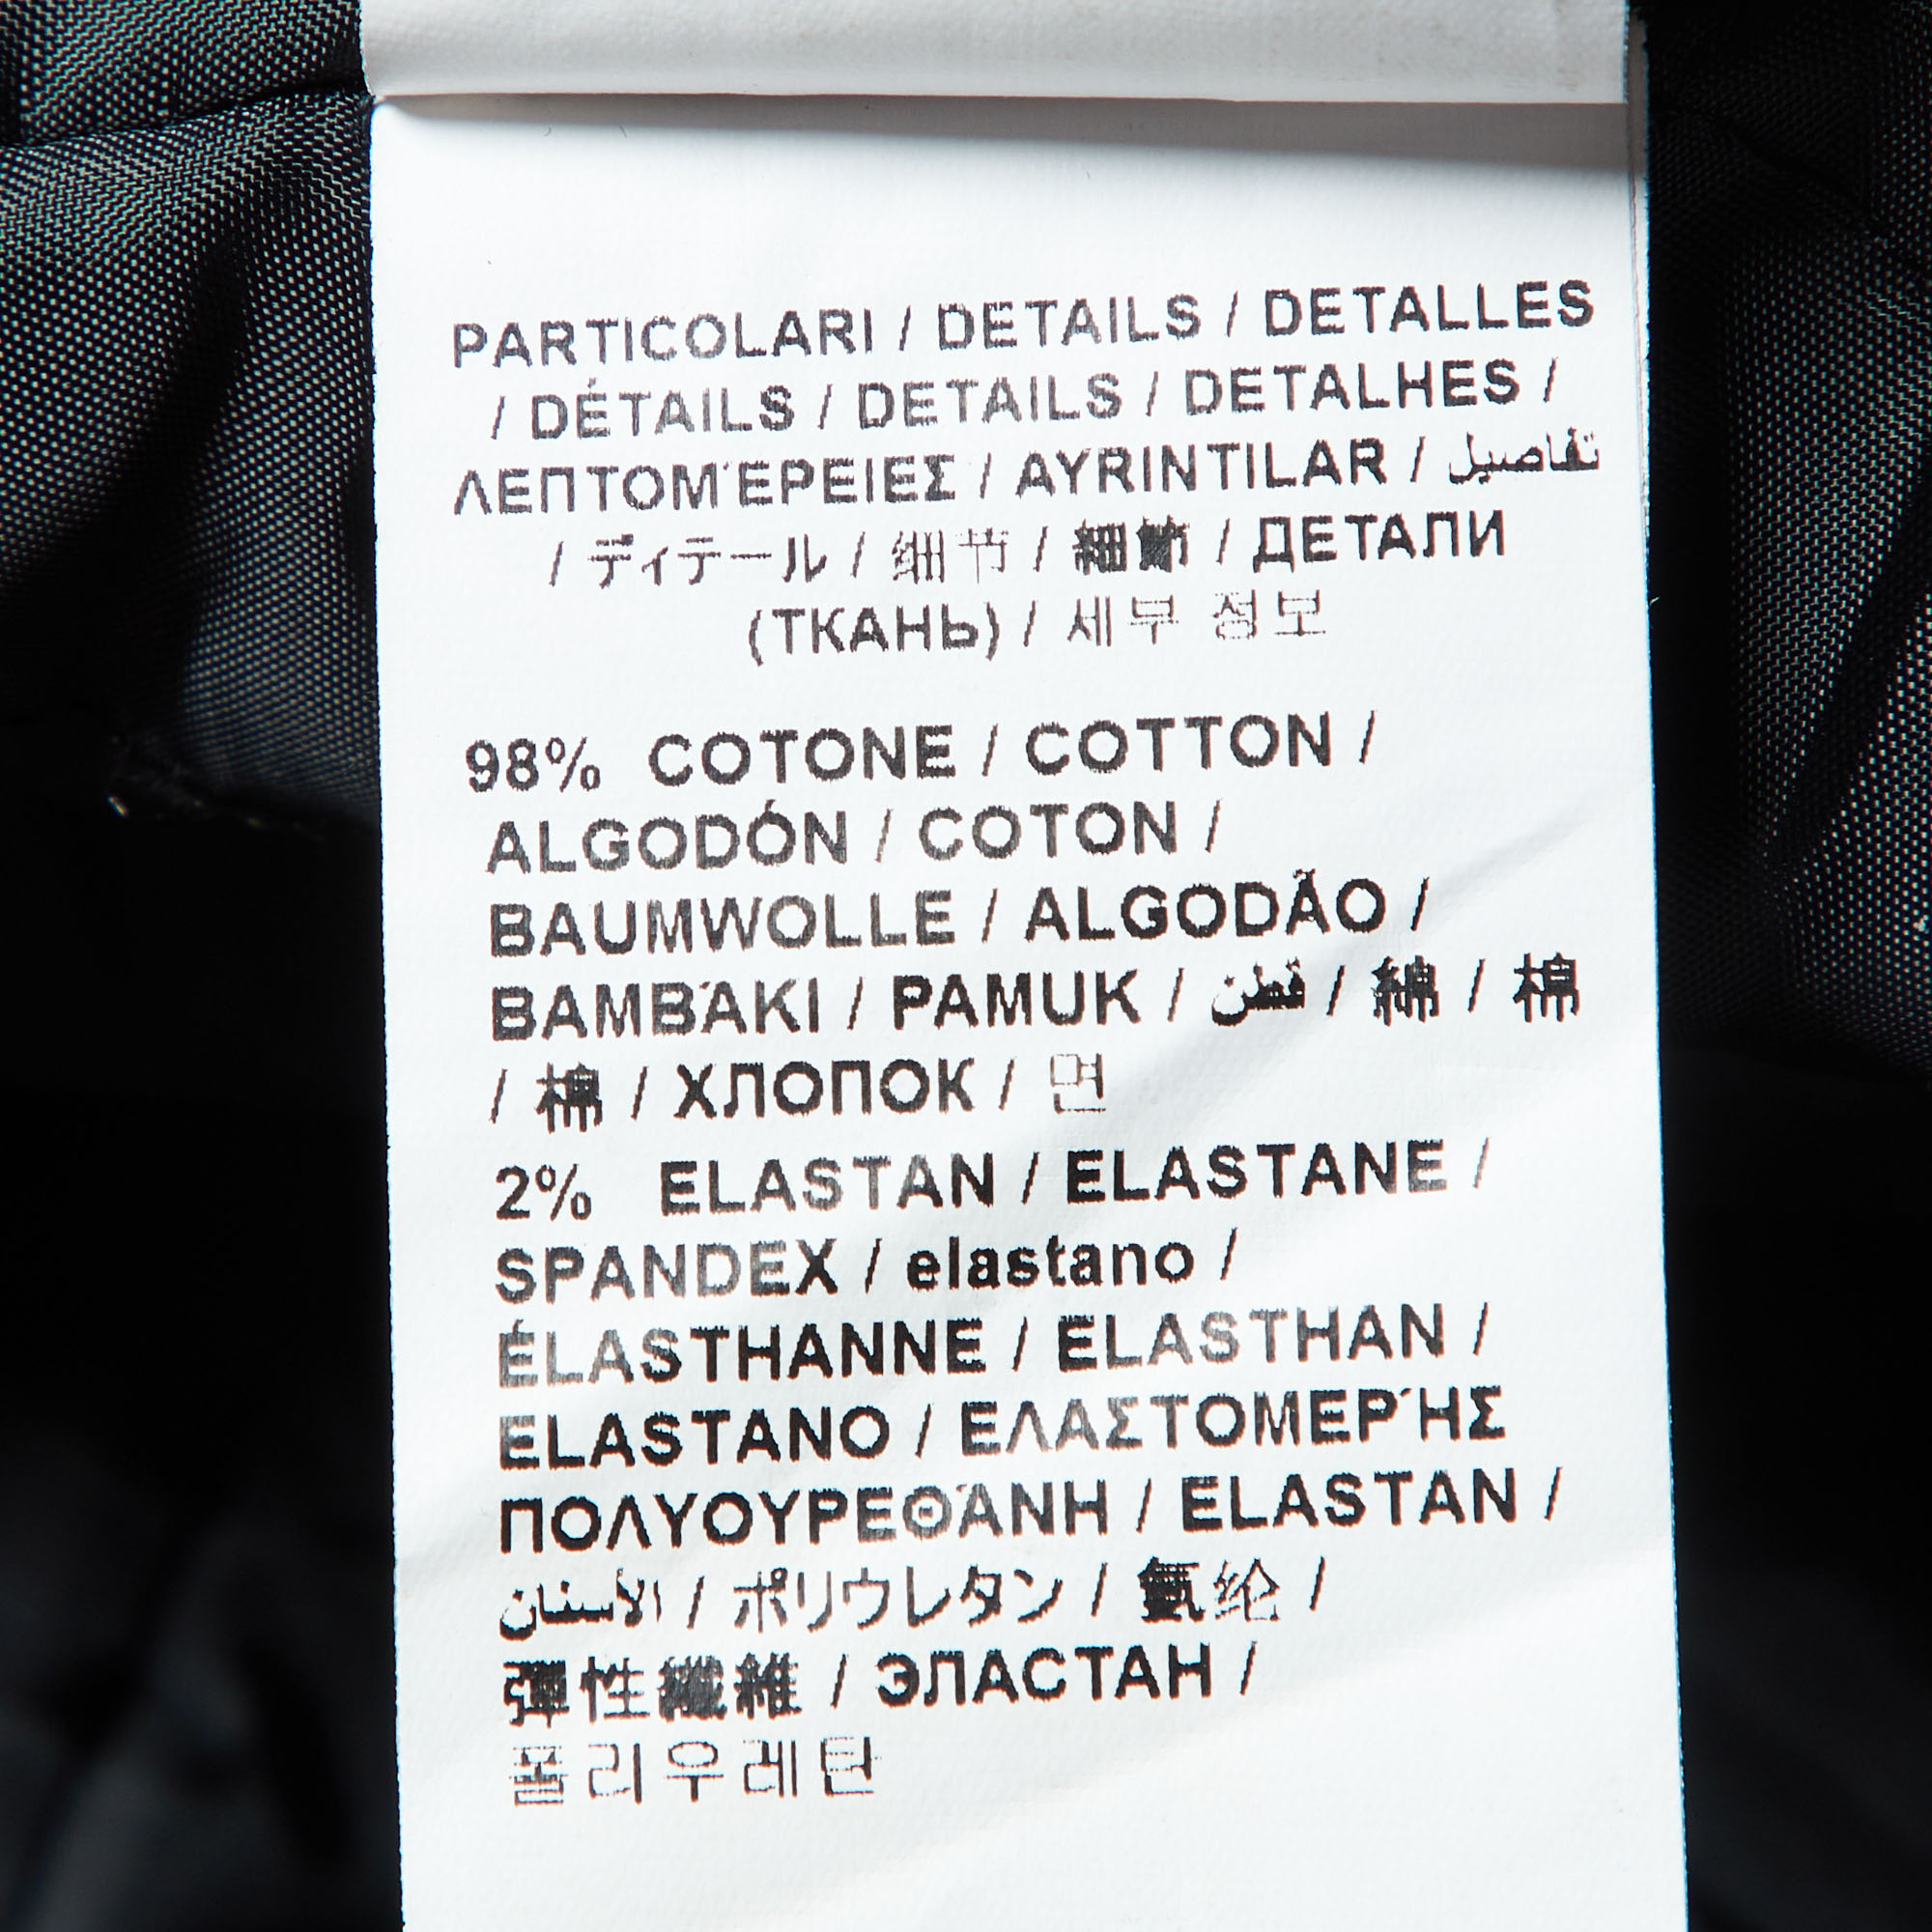 PARTICOLARI / DETAILS / DETALLES
/ DÉTAILS / DETAILS / DETALHES /
ΛΕΠΤΟΜΈΡΕΙΕΣ / AYRINTILAR / تفاصيل
/ ディテール / 细节 / 細節 / ДЕТАЛИ
(ТКАНЬ) / 세부 정보
98% COTONE / COTTON /
ALGODÓN / COTON /
BAUMWOLLE / ALGODÃO /
ΒΑΜΒΆΚΙ / PAMUK / قطن / 綿 / 棉
/ 棉 / ХЛОПОК / 면
2% ELASTAN / ELASTANE /
SPANDEX / elastano /
ÉLASTHANNE / ELASTHAN /
ELASTANO / ΕΛΑΣΤΟΜΕΡΉΣ
ΠΟΛΥΟΥΡΕΘΆΝΗ / ELASTAN /
الاستان / ポリウレタン / 氨纶 /
彈性纖維 / ЭЛАСТАН /
폴리우레탄